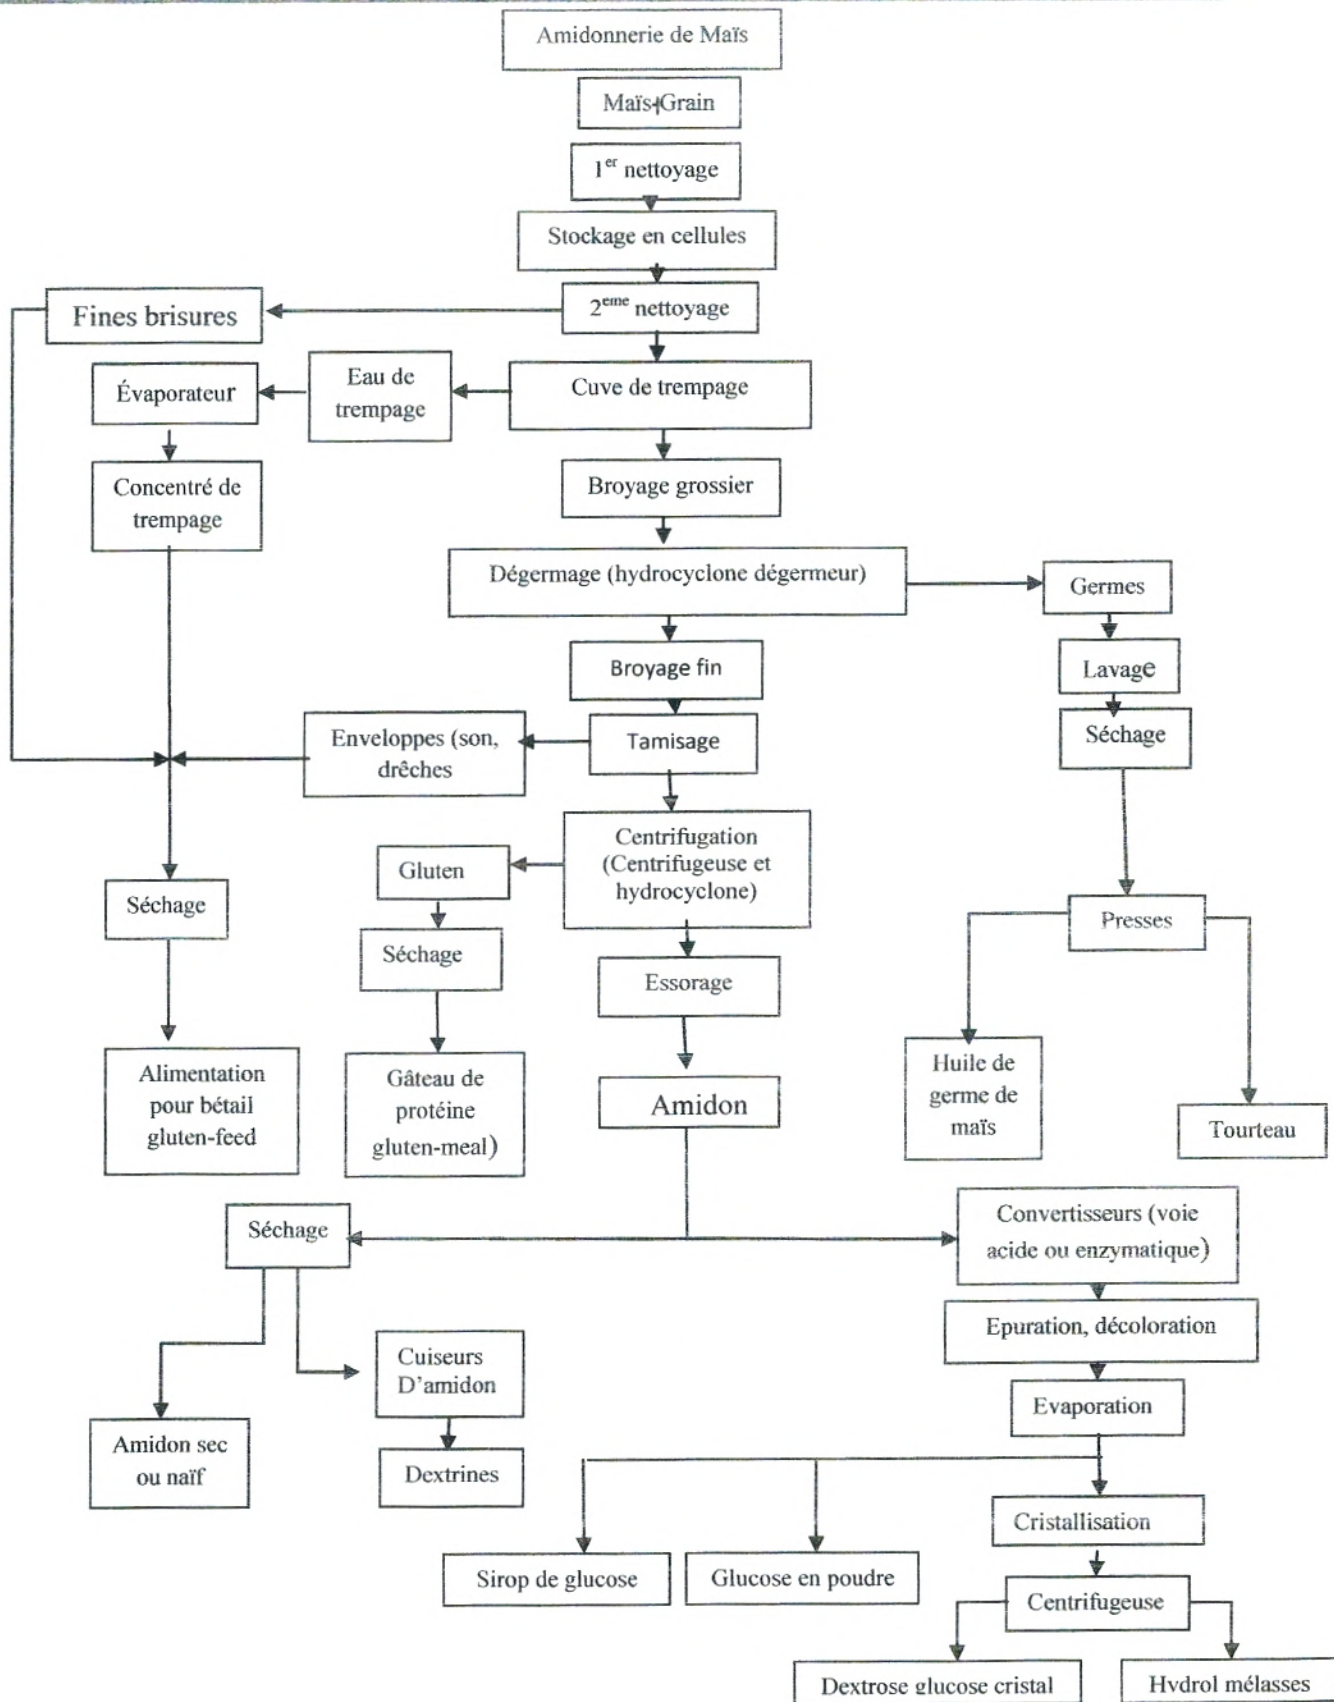 Amidonnerie de Maïs
Maïs-Grain
1er nettoyage
Stockage en cellules
2eme nettoyage
Fines brisures
Cuve de trempage
Eau de
trempage
Évaporateur
Concentré de
trempage
Broyage grossier
Dégermage (hydrocyclone dégermeur)
Germes
Lavage
Séchage
Broyage fin
Tamisage
Enveloppes (son,
drêches
Centrifugation
(Centrifugeuse et
hydrocyclone)
Gluten
Séchage
Séchage
Presses
Essorage
Alimentation
pour bétail
gluten-feed
Gâteau de
protéine
gluten-meal)
Amidon
Huile de
germe de
maïs
Tourteau
Séchage
Convertisseurs (voie
acide ou enzymatique)
Epuration, décoloration
Cuiseurs
D'amidon
Evaporation
Amidon sec
ou naïf
Dextrines
Cristallisation
Sirop de glucose
Glucose en poudre
Centrifugeuse
Dextrose glucose cristal
Hydrol mélasses